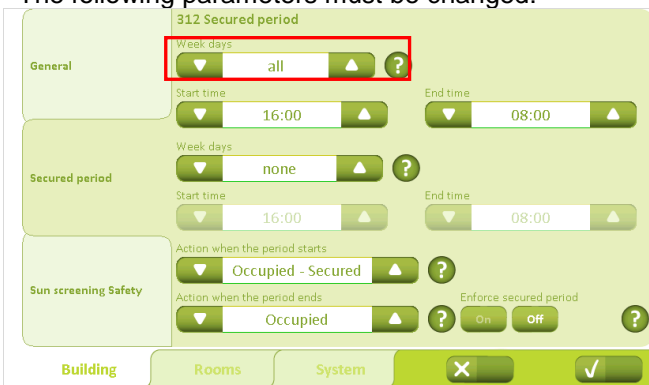 The following parameters must be changed:
312 Secured period
Week days
General
all
?
Start time
End time
16:00
08:00
Week days
Secured period
none
?
Start time
End time
16:00
08:00
Action when the period starts
Occupied - Secured
?
Sun screening Safety
Action when the period ends
Enforce secured period
Occupied
?
On
Off
?
Building
Rooms
System